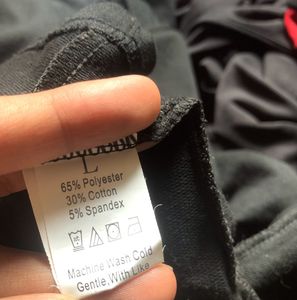 L
65% Polyester
30% Cotton
5% Spandex
Machine Wash Cold
Gentle, With Like